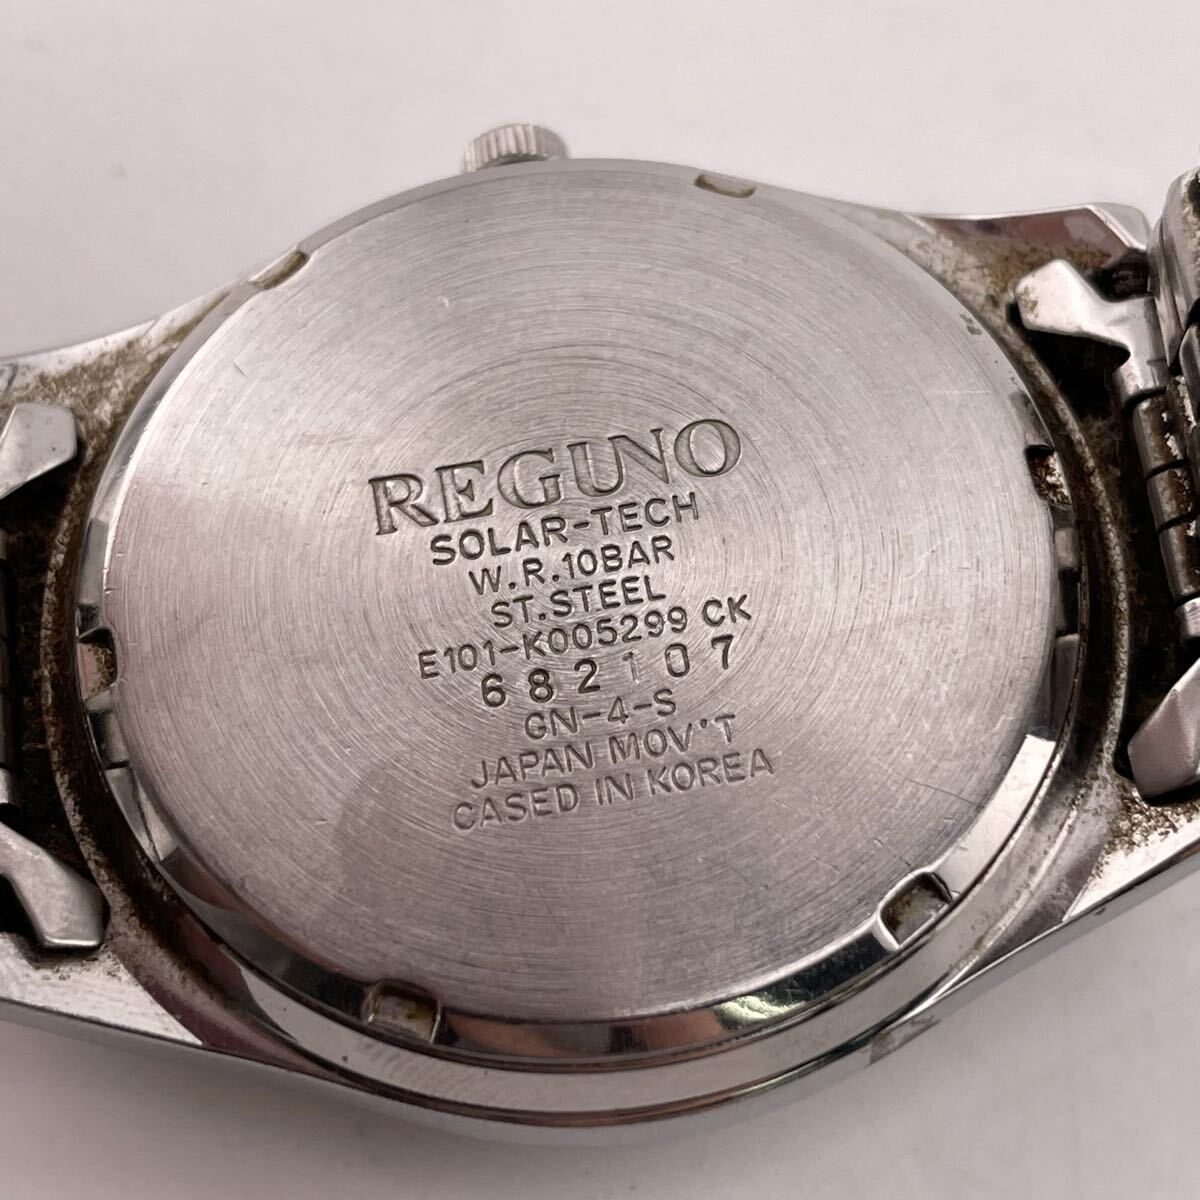 REGUNO
SOLAR-TECH
W.R.10BAR
ST.STEEL
E101-K005299 CK
682107
GN-4-S
JAPAN MOV'T
CASED IN KOREA